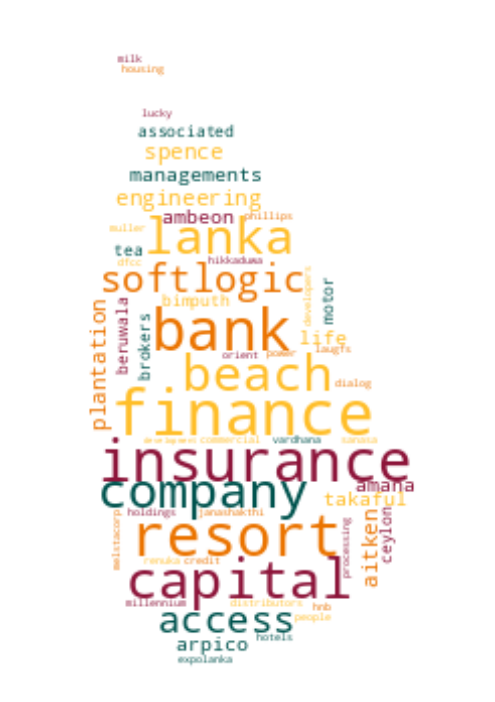 milk
housing
lucky
associated
spence
managements
engineering
ambeon phillips
muller lanka
tea
dfcc hikkaduwa
softlogic
developers
motor
plantation
beruwala
brokers
bimputh
bank
life
orient power laugfs
beach dialog
finance
development commercial vardhana sanasa
insurance
company amana
takaful
holdings janashakthi
melstacorp
resort
processing
aitken
ceylon
renuka credit
capital
millennium distributors hnb
access people
hotels
arpico
expolanka